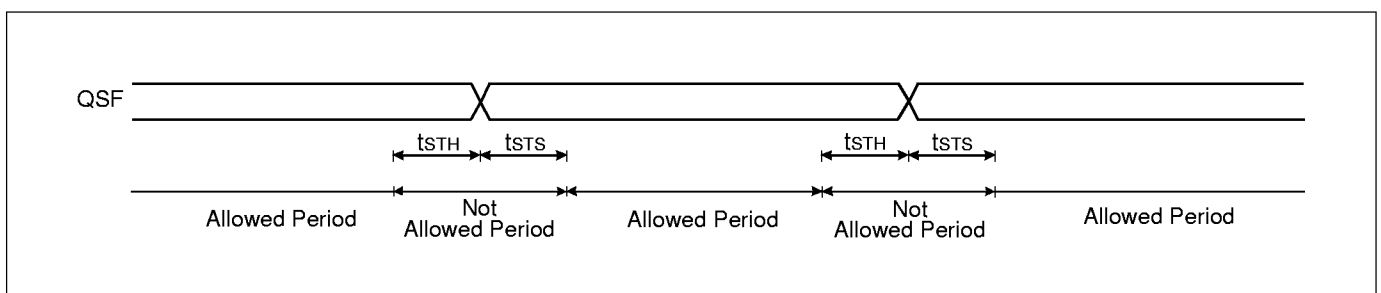 QSF
tSTH tSTS tSTH tSTS
Allowed Period Not Allowed Period Allowed Period Not Allowed Period Allowed Period